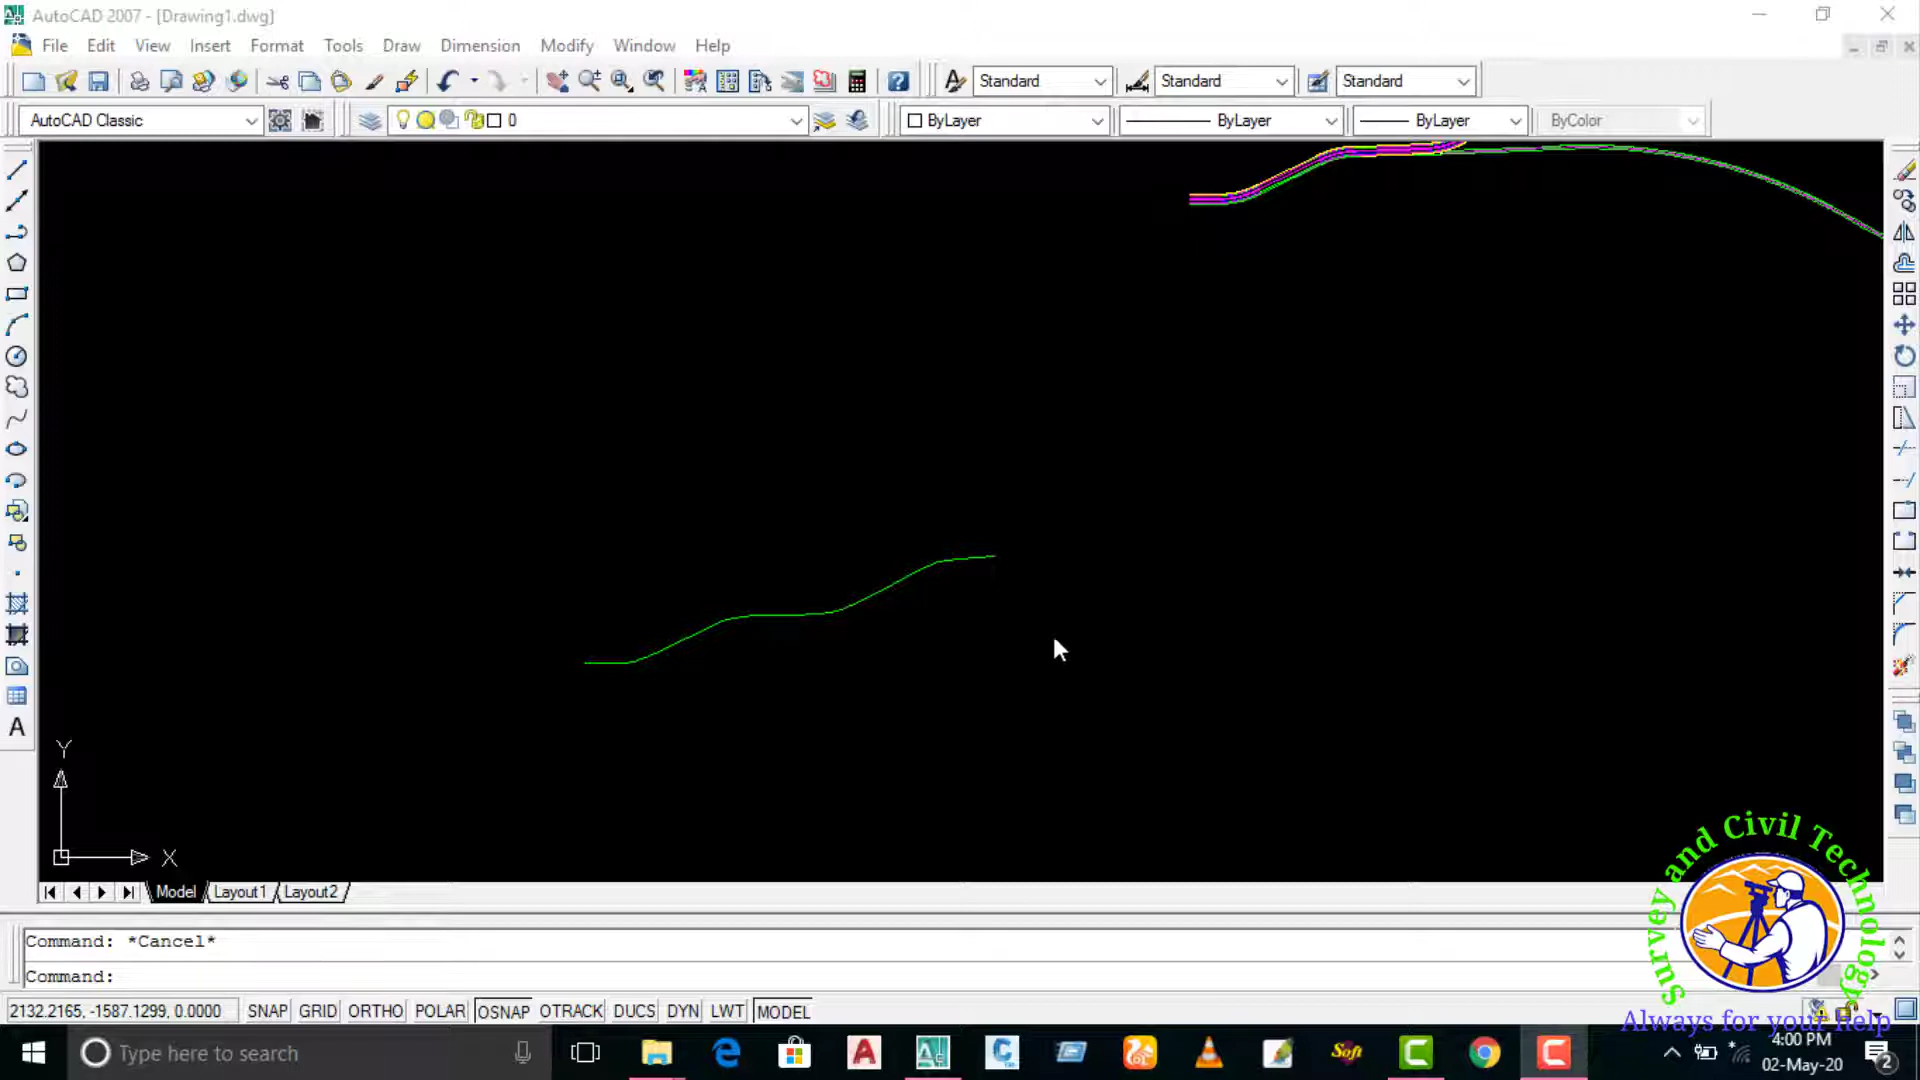 AutoCAD 2007 - [Drawing1.dwg]
File Edit View Insert Format Tools Draw Dimension Modify Window Help
Standard Standard Standard
AutoCAD Classic 0 ByLayer ByLayer ByLayer ByColor
A
Y
X
Model Layout1 Layout2
Command: *Cancel*
Command:
2132.2165, -1587.1299, 0.0000 SNAP GRID ORTHO POLAR OSNAP OTRACK DUCS DYN LWT MODEL
Survey and Civil Technology
Always for your help
Type here to search
Soft
4:00 PM
02-May-20
2